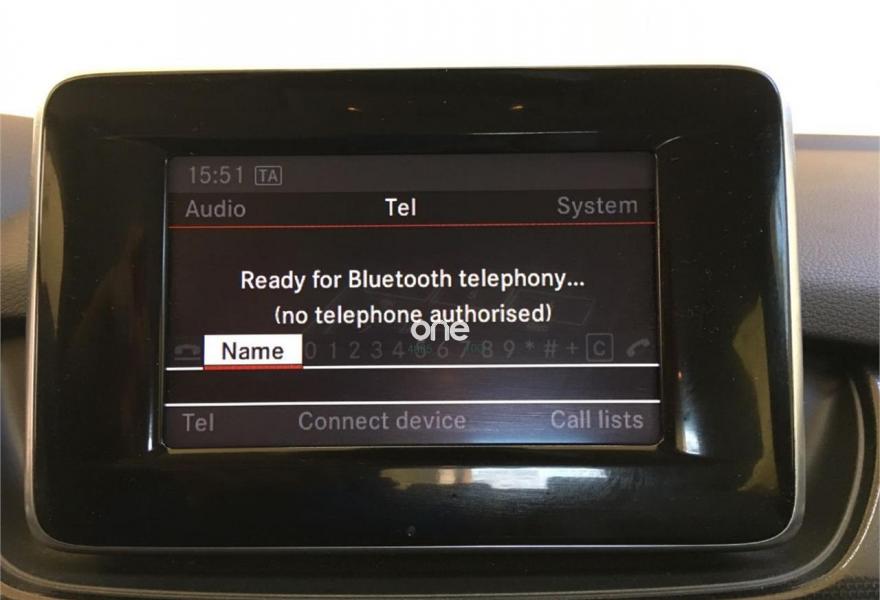 15:51 TA
Audio Tel System
Ready for Bluetooth telephony...
(no telephone authorised)
one
Name 0 1 2 3 4 6 7 8 9 * # + C
Tel Connect device Call lists